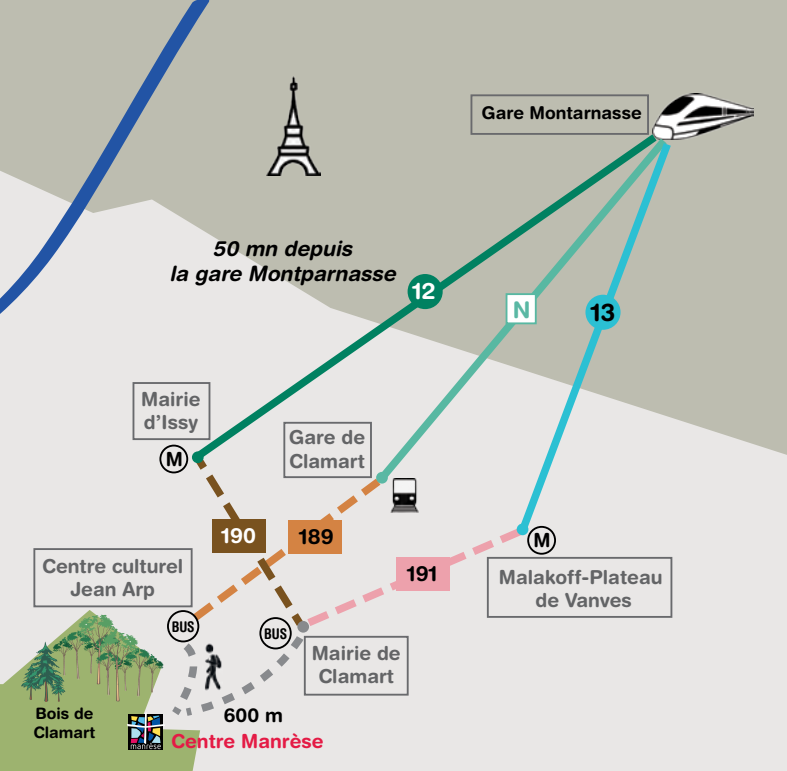 Gare Montarnasse
50 mn depuis
la gare Montparnasse
12
N
13
Mairie
d'Issy
M
Gare de
Clamart
190
189
M
191
Centre culturel
Jean Arp
Malakoff-Plateau
de Vanves
BUS
BUS
Mairie de
Clamart
Bois de
Clamart
600 m
manrèse
Centre Manrèse